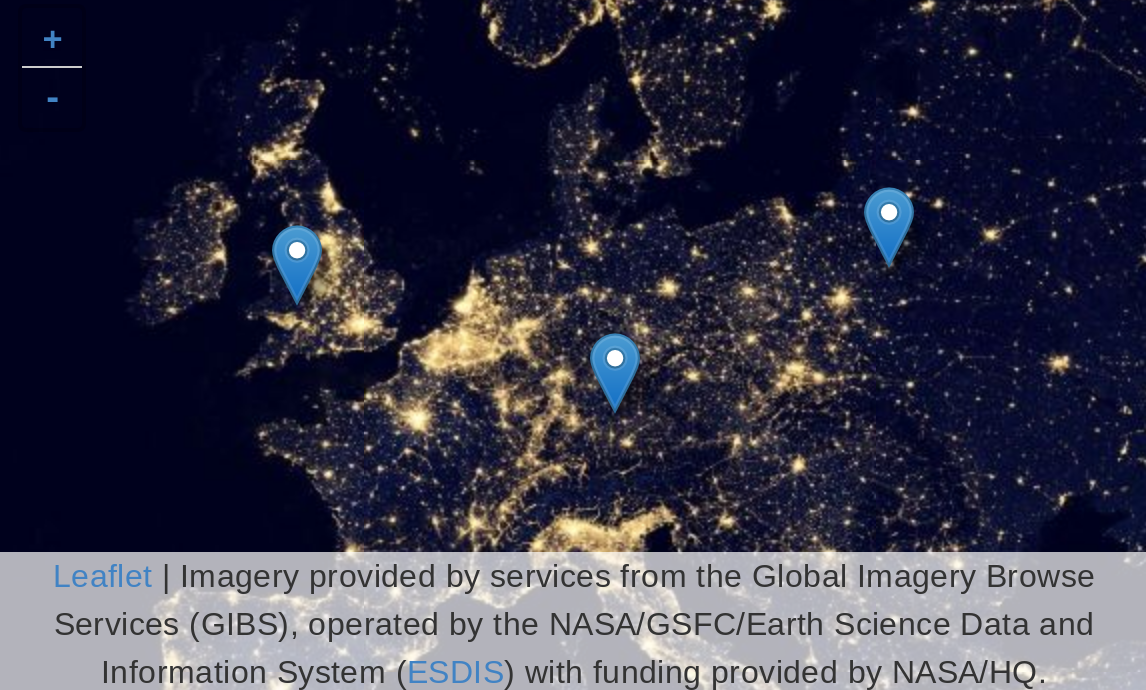 +
-
Leaflet | Imagery provided by services from the Global Imagery Browse
Services (GIBS), operated by the NASA/GSFC/Earth Science Data and
Information System (ESDIS) with funding provided by NASA/HQ.